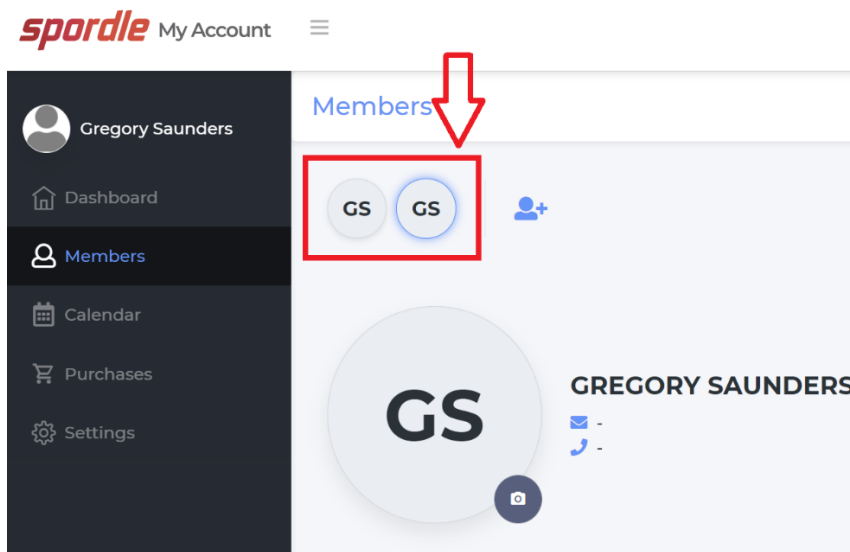 spordle My Account
Gregory Saunders
Members
Dashboard
GS GS
Members
Calendar
Purchases
Settings
GS
GREGORY SAUNDERS
-
-